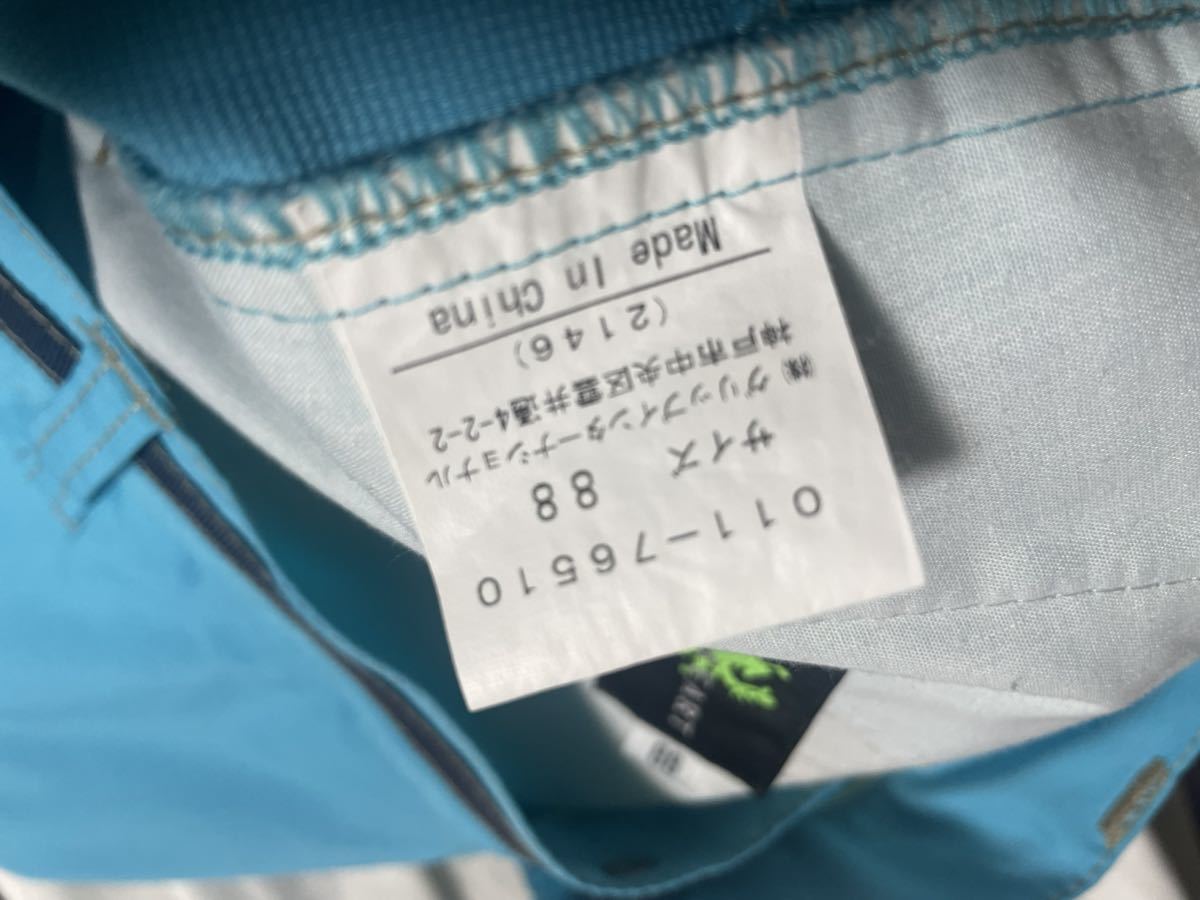 011-76510
サイズ 88
㈱ グリップインターナショナル
神戸市中央区雲井通4-2-2
(2146)
Made In China
88